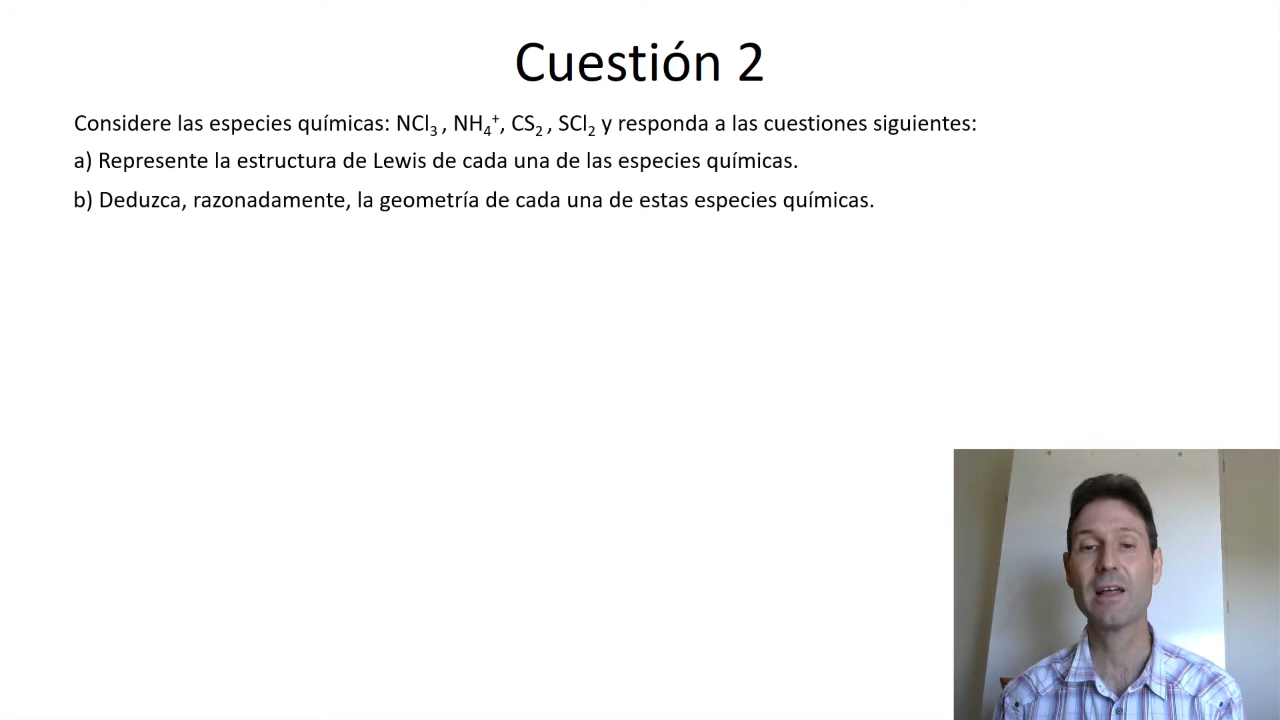 Cuestión 2
Considere las especies químicas: NCl₃ , NH₄⁺, CS₂ , SCl₂ y responda a las cuestiones siguientes:
a) Represente la estructura de Lewis de cada una de las especies químicas.
b) Deduzca, razonadamente, la geometría de cada una de estas especies químicas.